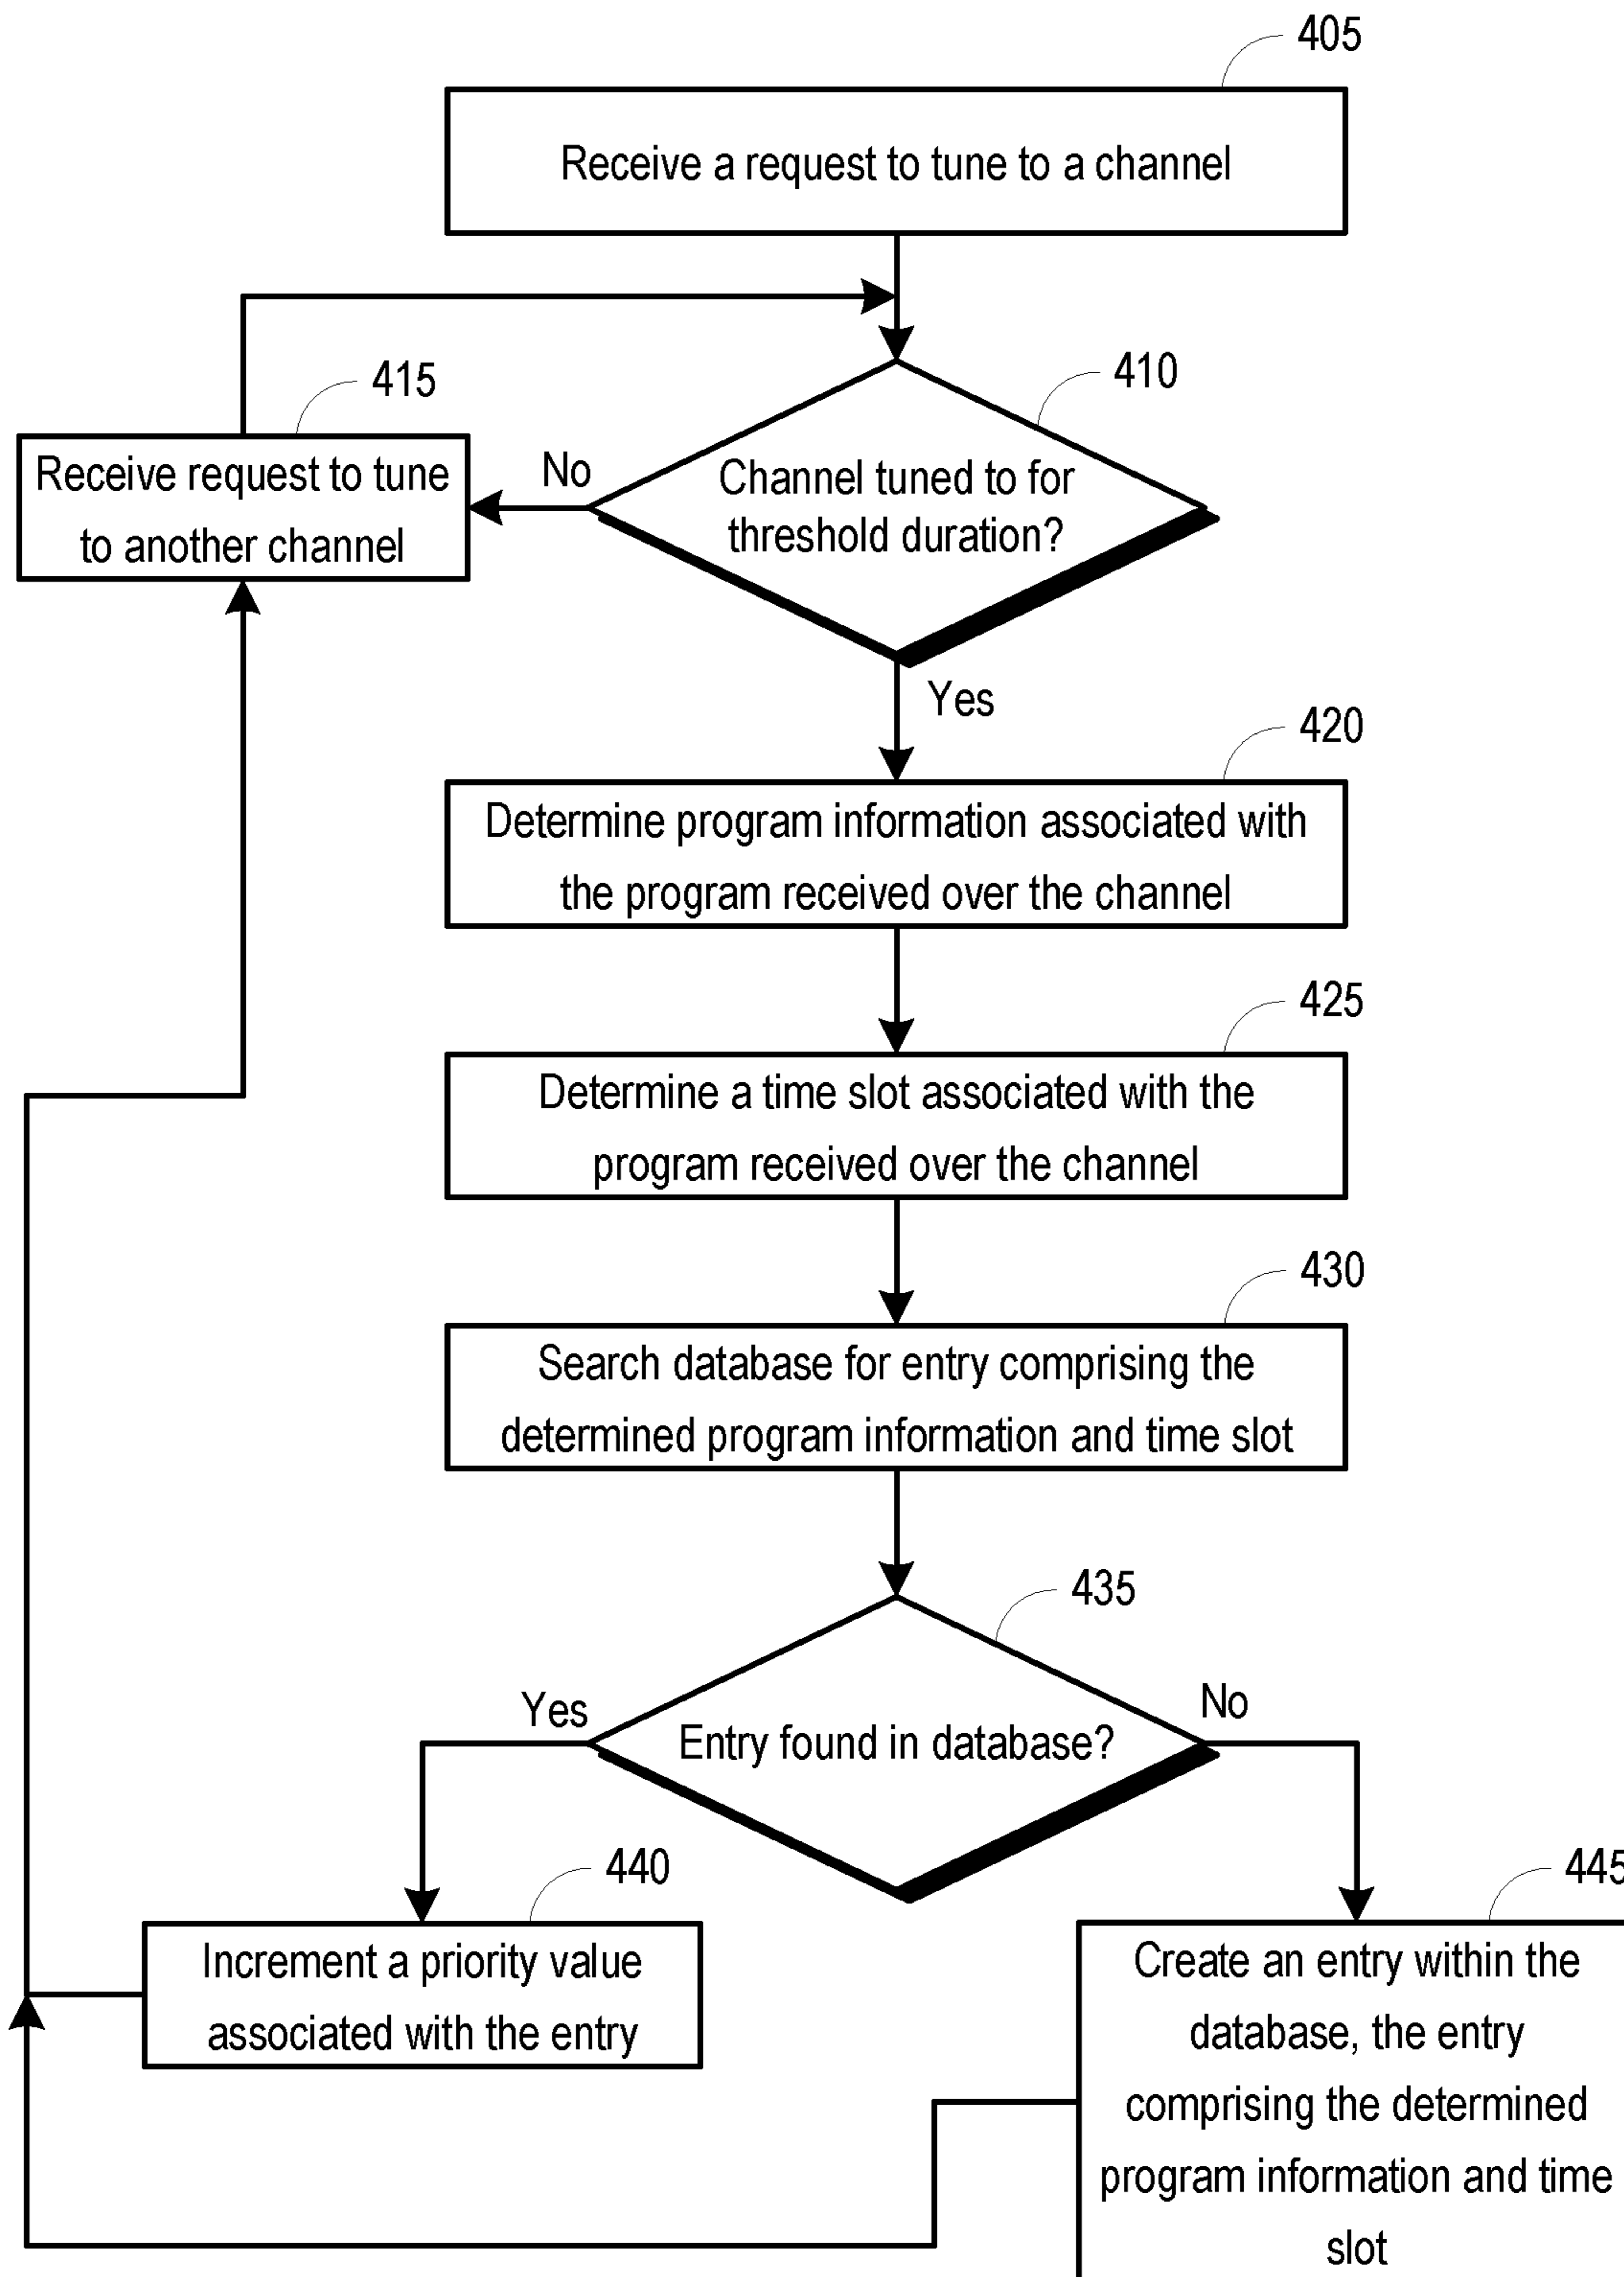 405
Receive a request to tune to a channel
415
410
Receive request to tune
to another channel
No
Channel tuned to for
threshold duration?
Yes
420
Determine program information associated with
the program received over the channel
425
Determine a time slot associated with the
program received over the channel
430
Search database for entry comprising the
determined program information and time slot
435
Yes
Entry found in database?
No
440
445
Increment a priority value
associated with the entry
Create an entry within the
database, the entry
comprising the determined
program information and time
slot